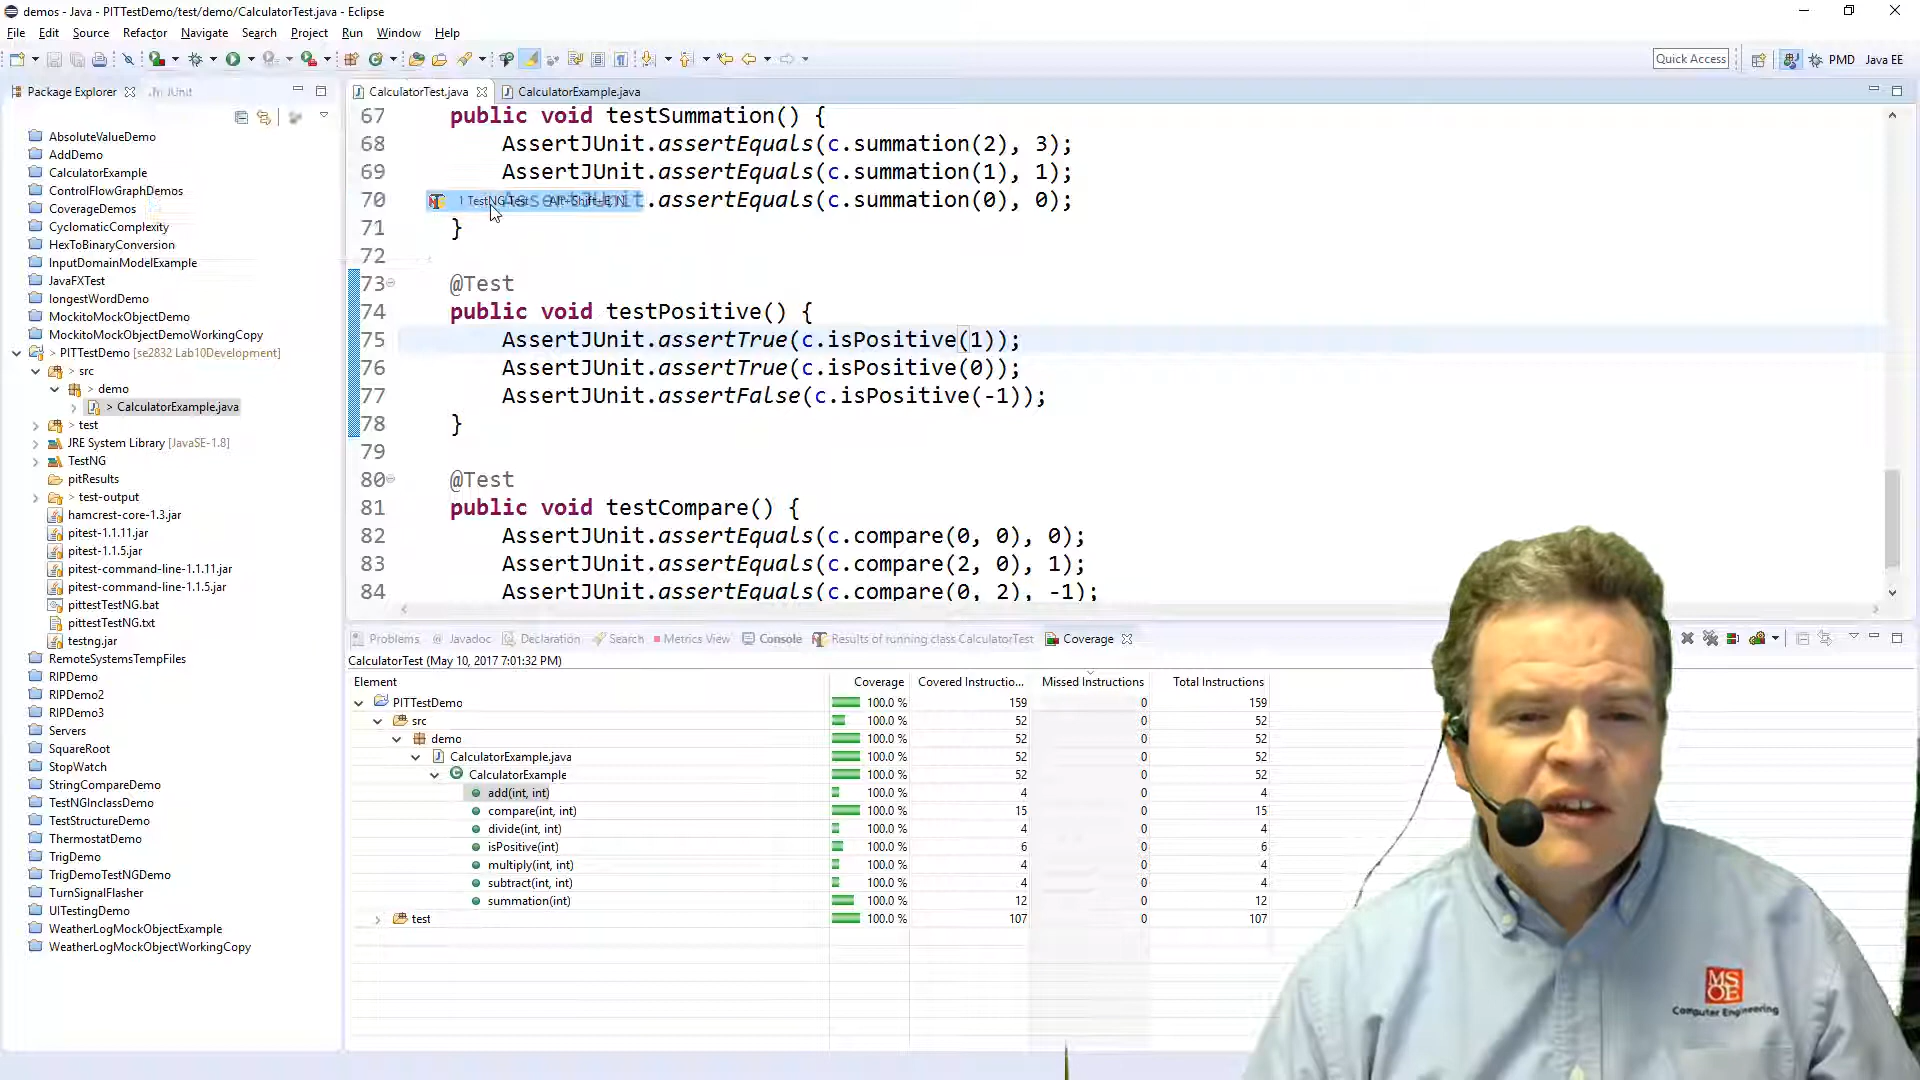 demos - Java - PITTestDemo/test/demo/CalculatorTest.java - Eclipse
File Edit Source Refactor Navigate Search Project Run Window Help
Quick Access PMD Java EE
Package Explorer JUnit
CalculatorTest.java CalculatorExample.java
AbsoluteValueDemo
AddDemo
CalculatorExample
ControlFlowGraphDemos
CoverageDemos
CyclomaticComplexity
HexToBinaryConversion
InputDomainModelExample
JavaFXTest
longestWordDemo
MockitoMockObjectDemo
MockitoMockObjectDemoWorkingCopy
> PITTestDemo [se2832 Lab10Development]
> src
> demo
> CalculatorExample.java
> test
JRE System Library [JavaSE-1.8]
TestNG
pitResults
> test-output
hamcrest-core-1.3.jar
pitest-1.1.11.jar
pitest-1.1.5.jar
pitest-command-line-1.1.11.jar
pitest-command-line-1.1.5.jar
pittestTestNG.bat
pittestTestNG.txt
testng.jar
RemoteSystemsTempFiles
RIPDemo
RIPDemo2
RIPDemo3
Servers
SquareRoot
StopWatch
StringCompareDemo
TestNGInclassDemo
TestStructureDemo
ThermostatDemo
TrigDemo
TrigDemoTestNGDemo
TurnSignalFlasher
UITestingDemo
WeatherLogMockObjectExample
WeatherLogMockObjectWorkingCopy
67 public void testSummation() {
68 AssertJUnit.assertEquals(c.summation(2), 3);
69 AssertJUnit.assertEquals(c.summation(1), 1);
70 AssertJUnit.assertEquals(c.summation(0), 0);
1 TestNG Test Alt+Shift+E, N
71 }
72
73 @Test
74 public void testPositive() {
75 AssertJUnit.assertTrue(c.isPositive(1));
76 AssertJUnit.assertTrue(c.isPositive(0));
77 AssertJUnit.assertFalse(c.isPositive(-1));
78 }
79
80 @Test
81 public void testCompare() {
82 AssertJUnit.assertEquals(c.compare(0, 0), 0);
83 AssertJUnit.assertEquals(c.compare(2, 0), 1);
84 AssertJUnit.assertEquals(c.compare(0, 2), -1);
Problems Javadoc Declaration Search Metrics View Console Results of running class CalculatorTest Coverage
CalculatorTest (May 10, 2017 7:01:32 PM)
Element Coverage Covered Instructio... Missed Instructions Total Instructions
PITTestDemo 100.0 % 159 0 159
src 100.0 % 52 0 52
demo 100.0 % 52 0 52
CalculatorExample.java 100.0 % 52 0 52
CalculatorExample 100.0 % 52 0 52
add(int, int) 100.0 % 4 0 4
compare(int, int) 100.0 % 15 0 15
divide(int, int) 100.0 % 4 0 4
isPositive(int) 100.0 % 6 0 6
multiply(int, int) 100.0 % 4 0 4
subtract(int, int) 100.0 % 4 0 4
summation(int) 100.0 % 12 0 12
test 100.0 % 107 0 107
MSOE
Computer Engineering